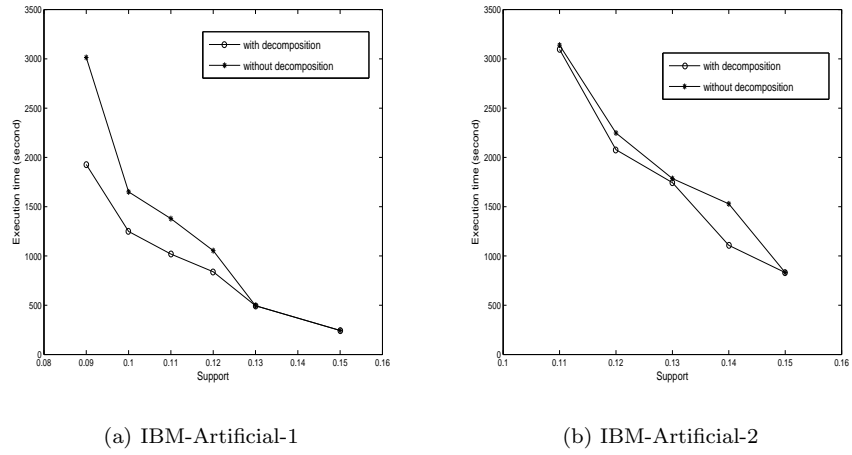 3500
3000
2500
2000
1500
1000
500
0
Execution time (second)
with decomposition
without decomposition
0.08 0.09 0.1 0.11 0.12 0.13 0.14 0.15 0.16
Support
(a) IBM-Artificial-1
3500
3000
2500
2000
1500
1000
500
0
Execution time (second)
with decomposition
without decomposition
0.1 0.11 0.12 0.13 0.14 0.15 0.16
Support
(b) IBM-Artificial-2